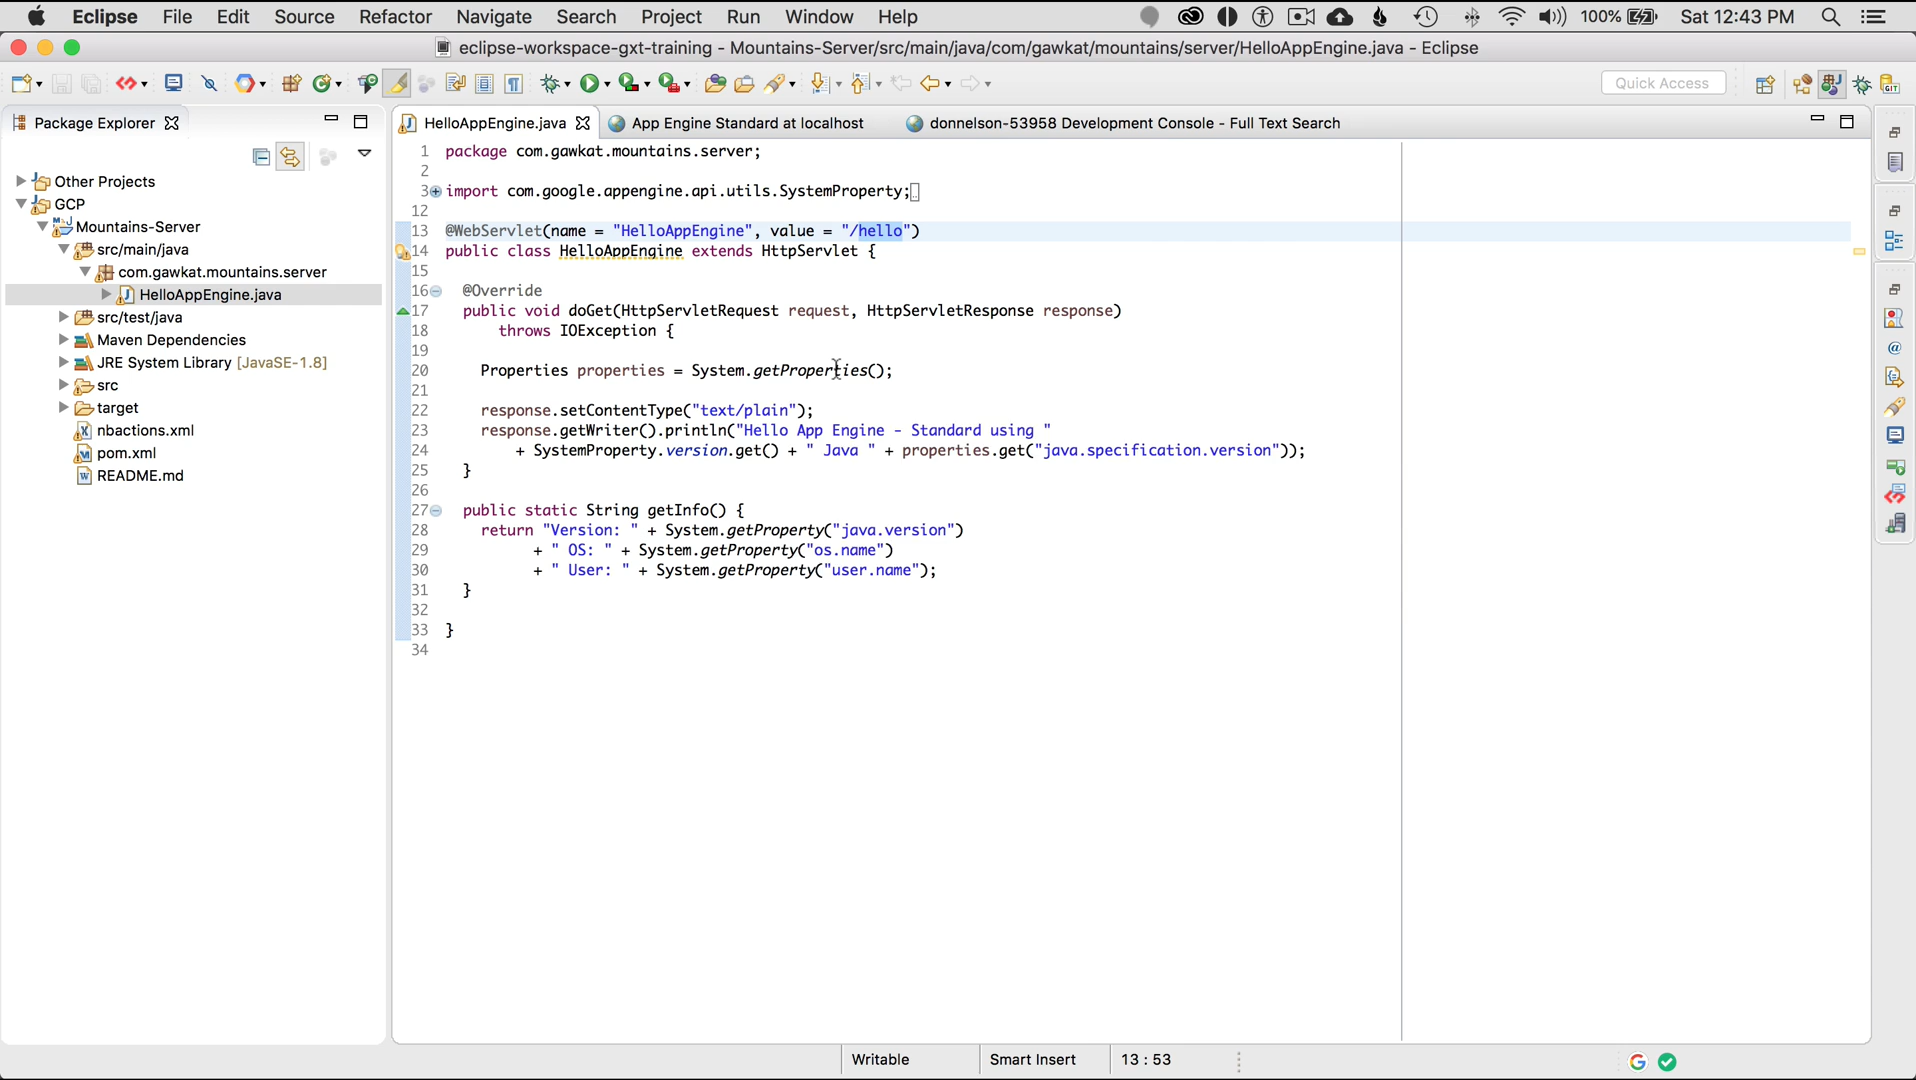 Eclipse File Edit Source Refactor Navigate Search Project Run Window Help 100% Sat 12:43 PM
eclipse-workspace-gxt-training - Mountains-Server/src/main/java/com/gawkat/mountains/server/HelloAppEngine.java - Eclipse
Quick Access
Package Explorer
Other Projects
GCP
Mountains-Server
src/main/java
com.gawkat.mountains.server
HelloAppEngine.java
src/test/java
Maven Dependencies
JRE System Library [JavaSE-1.8]
src
target
nbactions.xml
pom.xml
README.md
HelloAppEngine.java App Engine Standard at localhost donnelson-53958 Development Console - Full Text Search
1 package com.gawkat.mountains.server;
2
3 import com.google.appengine.api.utils.SystemProperty;
12
13 @WebServlet(name = "HelloAppEngine", value = "/hello")
14 public class HelloAppEngine extends HttpServlet {
15
16 @Override
17 public void doGet(HttpServletRequest request, HttpServletResponse response)
18 throws IOException {
19
20 Properties properties = System.getProperties();
21
22 response.setContentType("text/plain");
23 response.getWriter().println("Hello App Engine - Standard using "
24 + SystemProperty.version.get() + " Java " + properties.get("java.specification.version"));
25 }
26
27 public static String getInfo() {
28 return "Version: " + System.getProperty("java.version")
29 + " OS: " + System.getProperty("os.name")
30 + " User: " + System.getProperty("user.name");
31 }
32
33 }
34
Writable Smart Insert 13 : 53